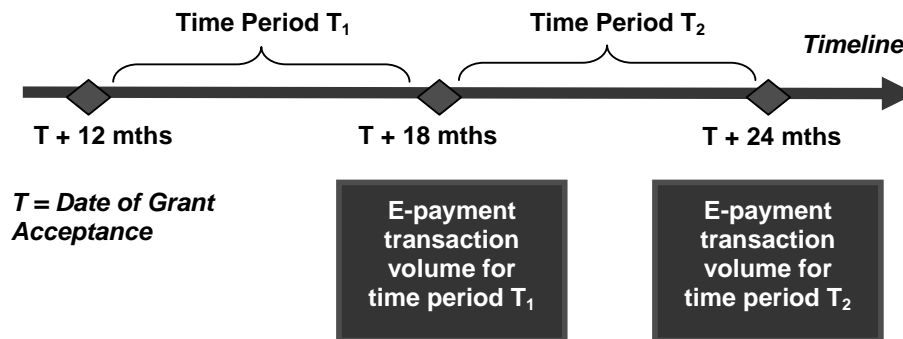 Time Period T₁
Time Period T₂
Timeline
T + 12 mths
T + 18 mths
T + 24 mths
T = Date of Grant
Acceptance
E-payment
transaction
volume for
time period T₁
E-payment
transaction
volume for
time period T₂